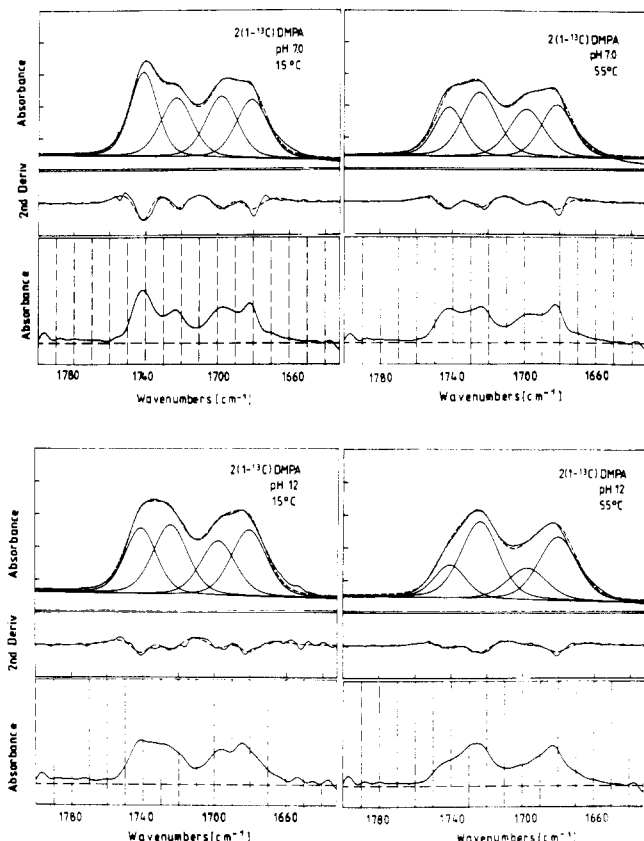 2(1-¹³C) DMPA
pH 7.0
15°C
Absorbance
2nd Deriv
Absorbance
1780 1740 1700 1660
Wavenumbers [cm⁻¹]
2(1-¹³C) DMPA
pH 7.0
55°C
1780 1740 1700 1660
Wavenumbers [cm⁻¹]
2(1-¹³C) DMPA
pH 12
15°C
Absorbance
2nd Deriv
Absorbance
1780 1740 1700 1660
Wavenumbers [cm⁻¹]
2(1-¹³C) DMPA
pH 12
55°C
1780 1740 1700 1660
Wavenumbers [cm⁻¹]